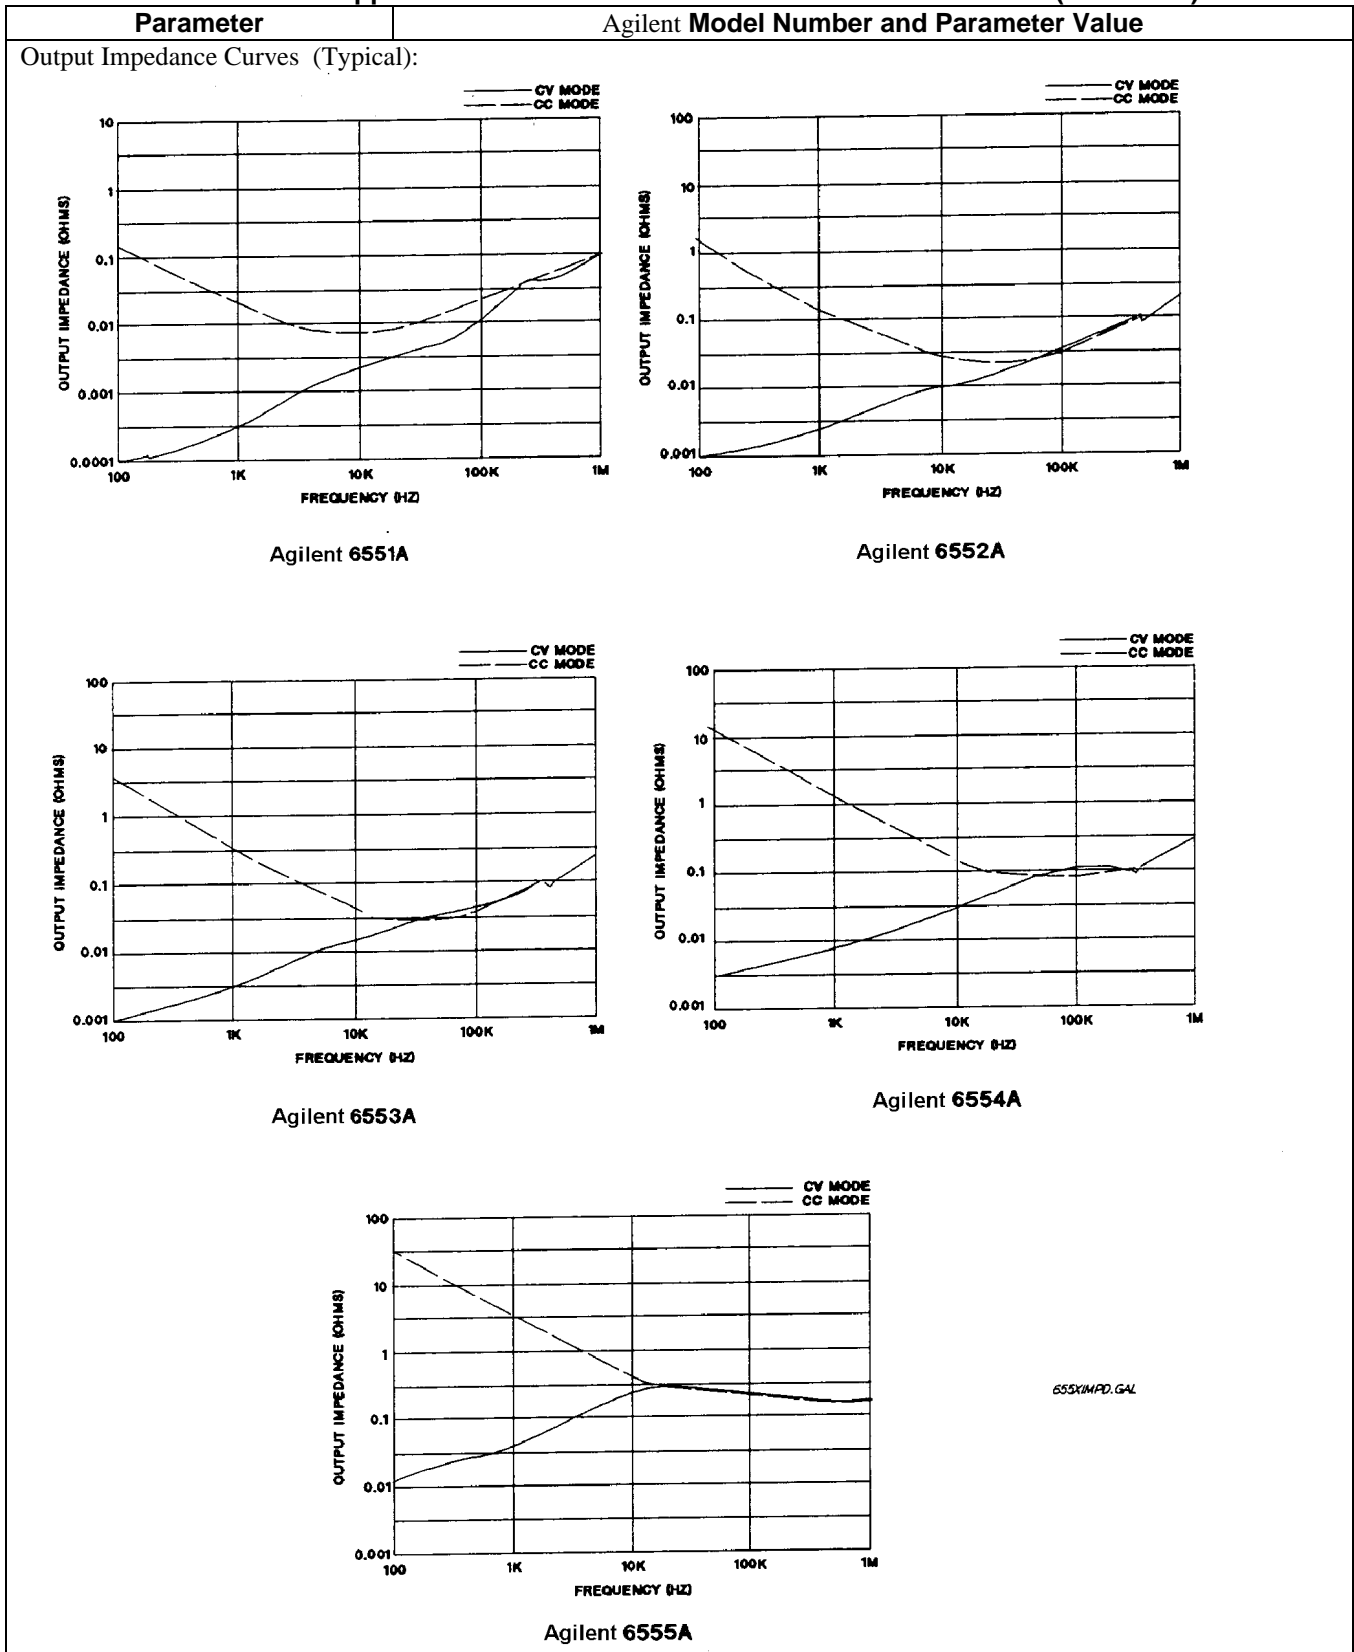 Parameter
Agilent Model Number and Parameter Value
Output Impedance Curves (Typical):
CV MODE
CC MODE
10
1
0.1
0.01
0.001
0.0001
OUTPUT IMPEDANCE (OHMS)
100
1K
10K
100K
1M
FREQUENCY (HZ)
Agilent 6551A
CV MODE
CC MODE
100
10
1
0.1
0.01
0.001
OUTPUT IMPEDANCE (OHMS)
100
1K
10K
100K
1M
FREQUENCY (HZ)
Agilent 6552A
CV MODE
CC MODE
100
10
1
0.1
0.01
0.001
OUTPUT IMPEDANCE (OHMS)
100
1K
10K
100K
1M
FREQUENCY (HZ)
Agilent 6553A
CV MODE
CC MODE
100
10
1
0.1
0.01
0.001
OUTPUT IMPEDANCE (OHMS)
100
1K
10K
100K
1M
FREQUENCY (HZ)
Agilent 6554A
CV MODE
CC MODE
100
10
1
0.1
0.01
0.001
OUTPUT IMPEDANCE (OHMS)
100
1K
10K
100K
1M
FREQUENCY (HZ)
655XIMPD.GAL
Agilent 6555A